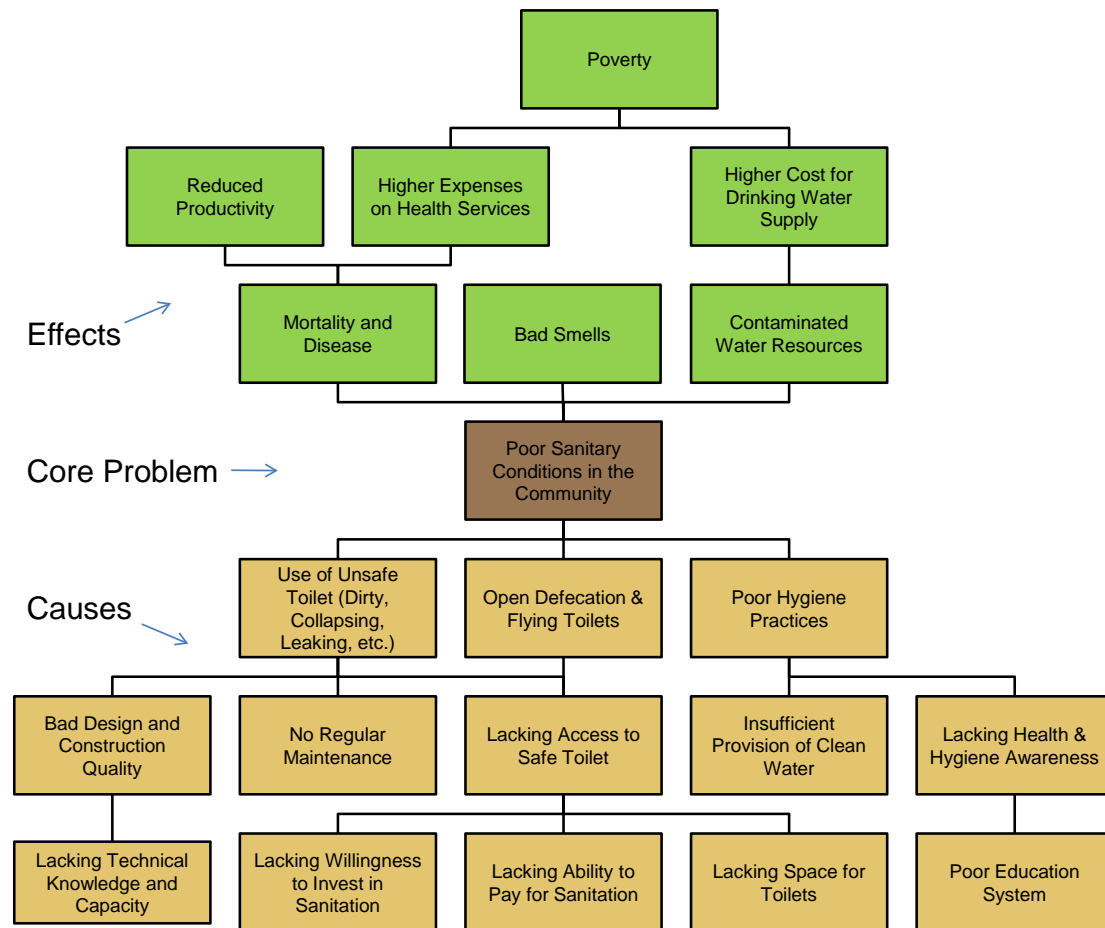 Poverty
Reduced
Productivity
Higher Expenses
on Health Services
Higher Cost for
Drinking Water
Supply
Effects
Mortality and
Disease
Bad Smells
Contaminated
Water Resources
Core Problem
Poor Sanitary
Conditions in the
Community
Causes
Use of Unsafe
Toilet (Dirty,
Collapsing,
Leaking, etc.)
Open Defecation &
Flying Toilets
Poor Hygiene
Practices
Bad Design and
Construction
Quality
No Regular
Maintenance
Lacking Access to
Safe Toilet
Insufficient
Provision of Clean
Water
Lacking Health &
Hygiene Awareness
Lacking Technical
Knowledge and
Capacity
Lacking Willingness
to Invest in
Sanitation
Lacking Ability to
Pay for Sanitation
Lacking Space for
Toilets
Poor Education
System